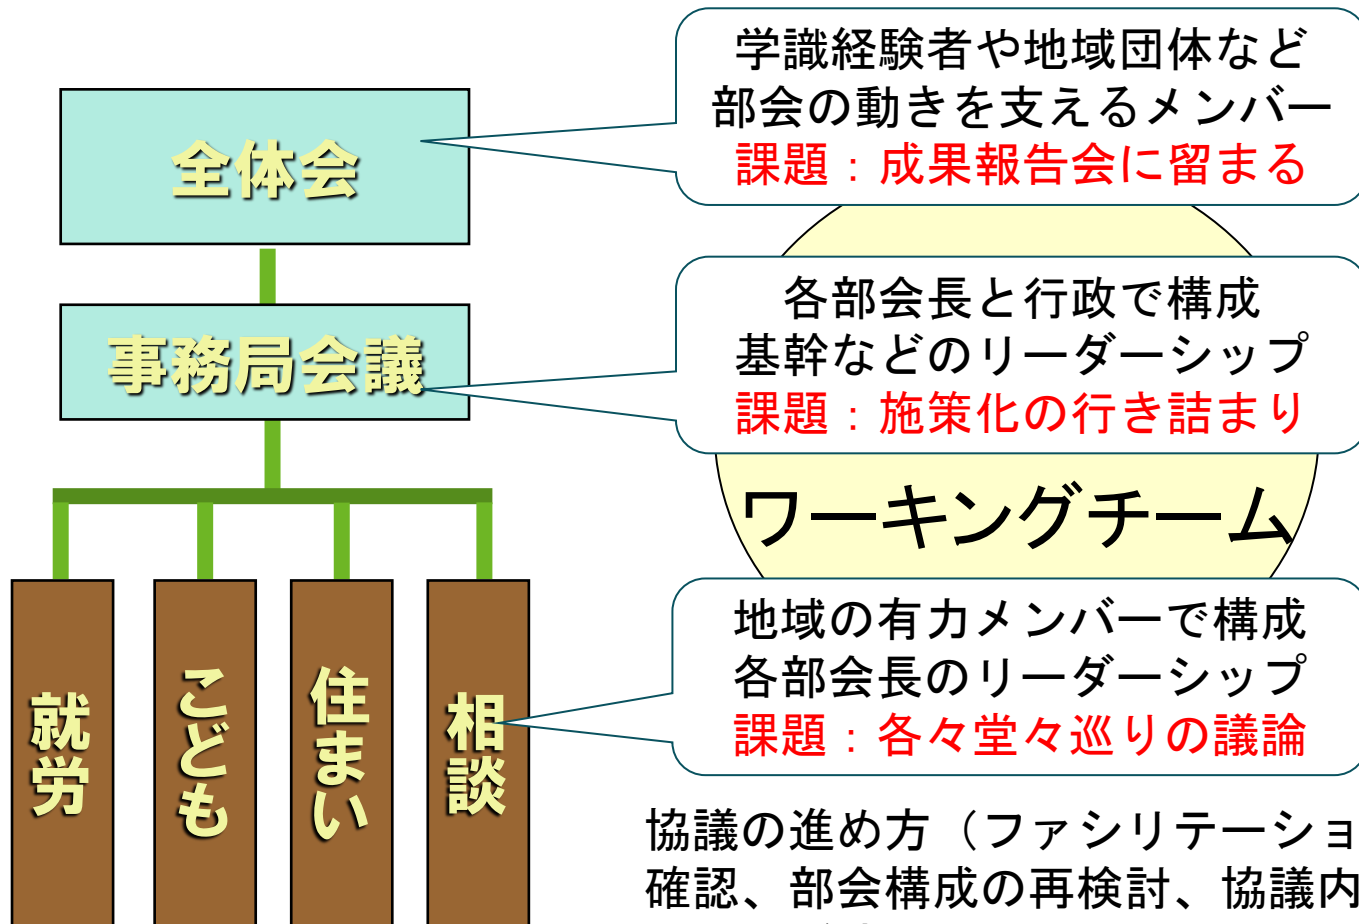 全体会
学識経験者や地域団体など
部会の動きを支えるメンバー
課題：成果報告会に留まる
事務局会議
各部会長と行政で構成
基幹などのリーダーシップ
課題：施策化の行き詰まり
ワーキングチーム
就労
こども
住まい
相談
地域の有力メンバーで構成
各部会長のリーダーシップ
課題：各々堂々巡りの議論
協議の進め方（ファシリテーショ
確認、部会構成の再検討、協議内